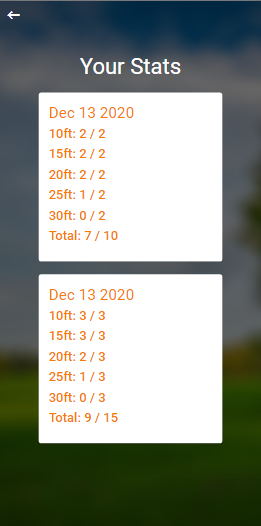 Your Stats
Dec 13 2020
10ft: 2 / 2
15ft: 2 / 2
20ft: 2 / 2
25ft: 1 / 2
30ft: 0 / 2
Total: 7 / 10
Dec 13 2020
10ft: 3 / 3
15ft: 3 / 3
20ft: 2 / 3
25ft: 1 / 3
30ft: 0 / 3
Total: 9 / 15